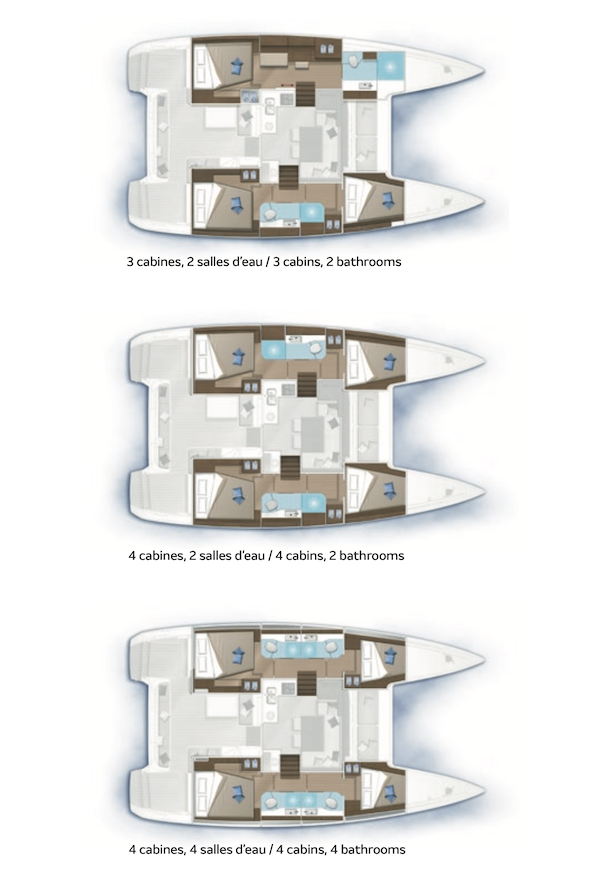 3 cabines, 2 salles d'eau / 3 cabins, 2 bathrooms
4 cabines, 2 salles d'eau / 4 cabins, 2 bathrooms
4 cabines, 4 salles d'eau / 4 cabins, 4 bathrooms